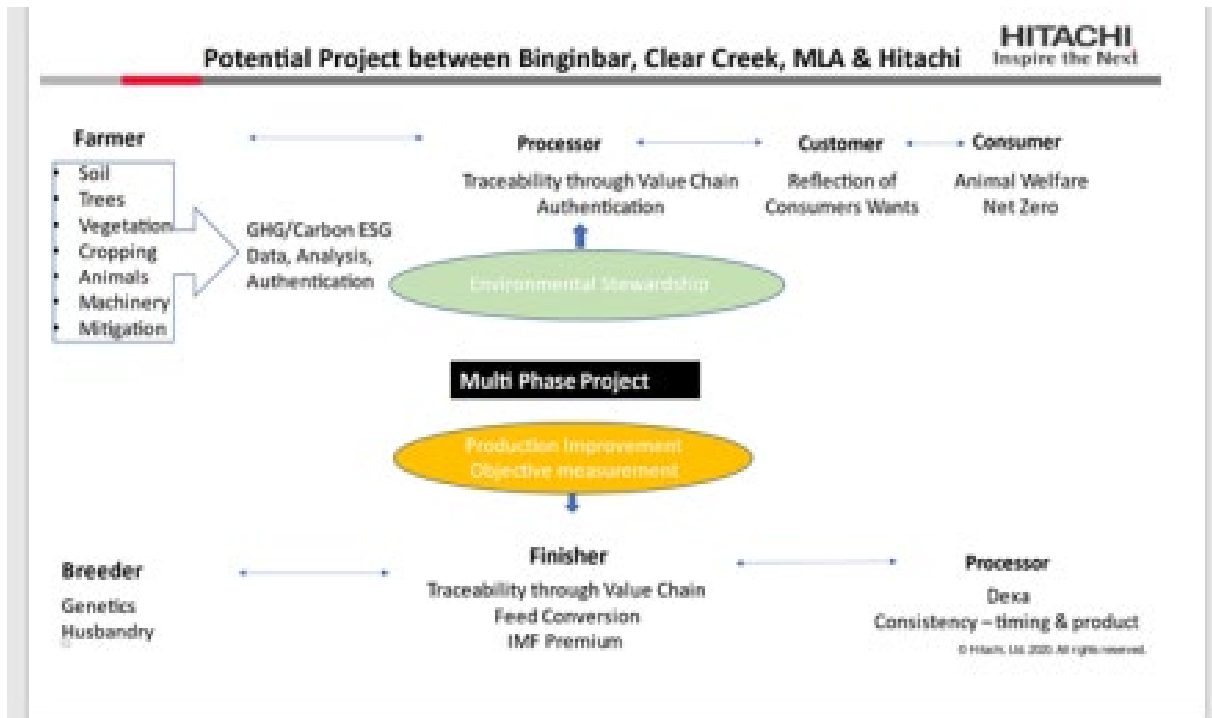 HITACHI
Inspire the Next
Potential Project between Binginbar, Clear Creek, MLA & Hitachi
Farmer
• Soil
• Trees
• Vegetation
• Cropping
• Animals
• Machinery
• Mitigation
GHG/Carbon ESG
Data, Analysis,
Authentication
Processor
Traceability through Value Chain
Authentication
Customer
Reflection of
Consumers Wants
Consumer
Animal Welfare
Net Zero
Environmental Stewardship
Multi Phase Project
Production Improvement
Objective measurement
Breeder
Genetics
Husbandry
Finisher
Traceability through Value Chain
Feed Conversion
IMF Premium
Processor
Dexa
Consistency – timing & product
© Hitachi, Ltd. 2020. All rights reserved.